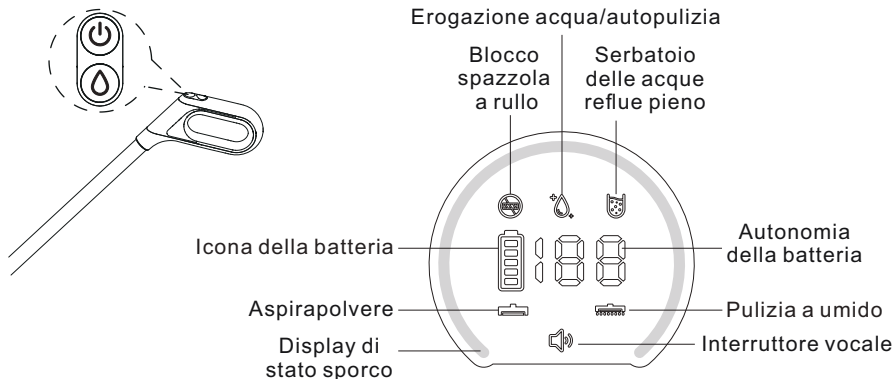 Erogazione acqua/autopulizia
Blocco
spazzola
a rullo
Serbatoio
delle acque
reflue pieno
Icona della batteria
188
Autonomia
della batteria
Aspirapolvere
Pulizia a umido
Display di
stato sporco
Interruttore vocale